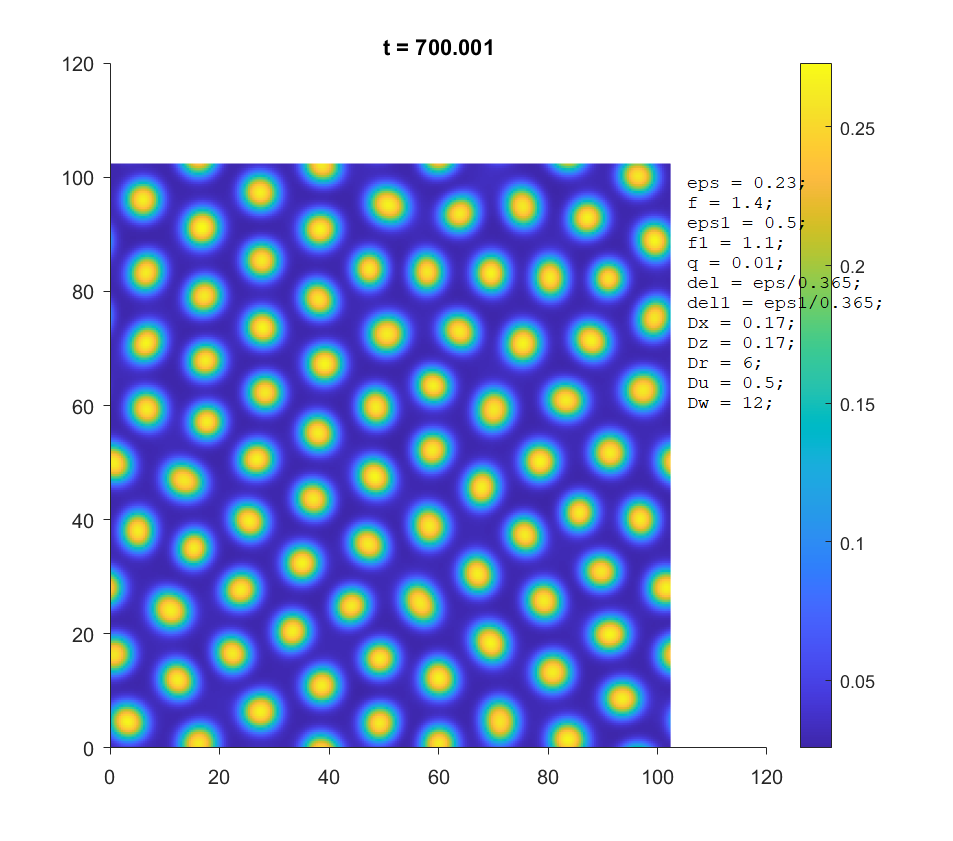 t = 700.001
120
100
80
60
40
20
0
0
20
40
60
80
100
120
eps = 0.23;
f = 1.4;
eps1 = 0.5;
f1 = 1.1;
q = 0.01;
del = eps/0.365;
del1 = eps1/0.365;
Dx = 0.17;
Dz = 0.17;
Dr = 6;
Du = 0.5;
Dw = 12;
0.25
0.2
0.15
0.1
0.05